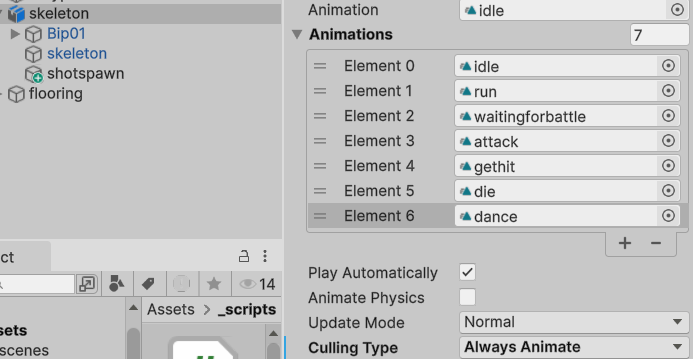 skeleton
Bip01
skeleton
shotspawn
flooring
Animation idle
Animations 7
Element 0 idle
Element 1 run
Element 2 waitingforbattle
Element 3 attack
Element 4 gethit
Element 5 die
Element 6 dance
+ −
Play Automatically
Animate Physics
Update Mode Normal
Culling Type Always Animate
ct
14
Assets > _scripts
sets
scenes